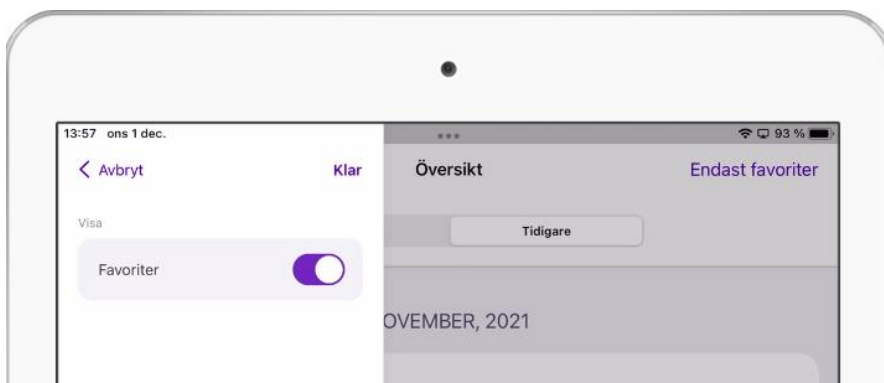 13:57 ons 1 dec.
93 %
Avbryt
Klar
Översikt
Endast favoriter
Visa
Tidigare
Favoriter
OVEMBER, 2021